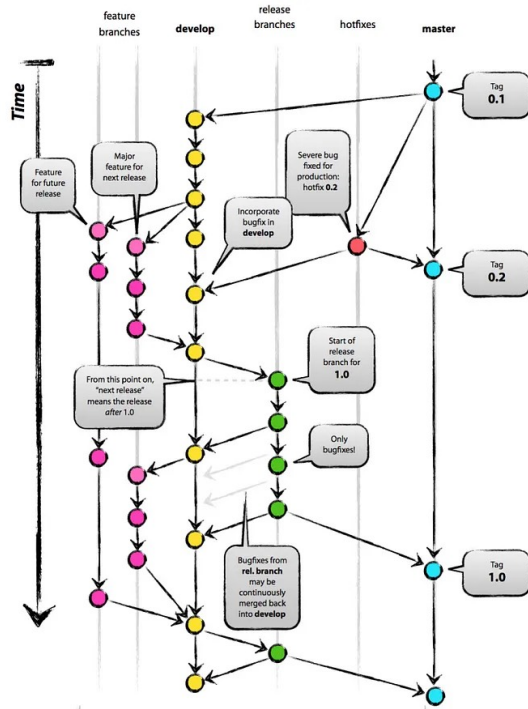 feature
branches
develop
release
branches
hotfixes
master
Time
Tag
0.1
Feature
for future
release
Major
feature for
next release
Severe bug
fixed for
production:
hotfix 0.2
Incorporate
bugfix in
develop
Tag
0.2
Start of
release
branch for
1.0
From this point on,
"next release"
means the release
after 1.0
Only
bugfixes!
Bugfixes from
rel. branch
may be
continuously
merged back
into develop
Tag
1.0